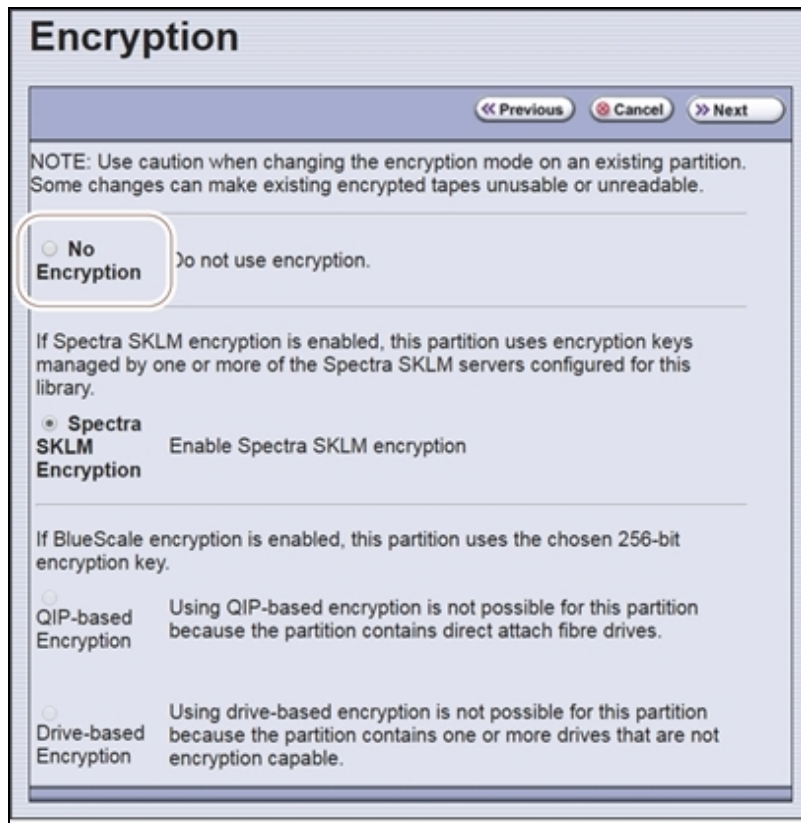 Encryption
Previous
Cancel
Next
NOTE: Use caution when changing the encryption mode on an existing partition.
Some changes can make existing encrypted tapes unusable or unreadable.
No
Encryption
Do not use encryption.
If Spectra SKLM encryption is enabled, this partition uses encryption keys
managed by one or more of the Spectra SKLM servers configured for this
library.
Spectra
SKLM
Encryption
Enable Spectra SKLM encryption
If BlueScale encryption is enabled, this partition uses the chosen 256-bit
encryption key.
QIP-based
Encryption
Using QIP-based encryption is not possible for this partition
because the partition contains direct attach fibre drives.
Drive-based
Encryption
Using drive-based encryption is not possible for this partition
because the partition contains one or more drives that are not
encryption capable.